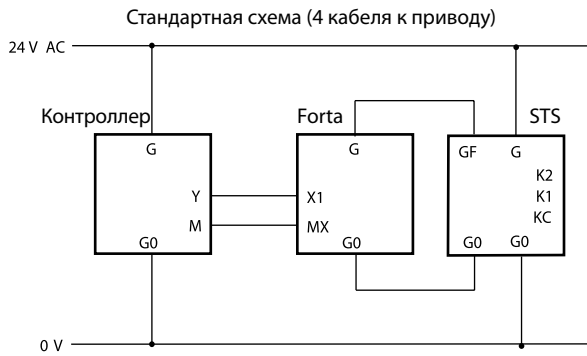 Стандартная схема (4 кабеля к приводу)
24 V AC
Контроллер
Forta
STS
G
G
GF
G
K2
Y
X1
K1
M
MX
KC
G0
G0
G0
G0
0 V